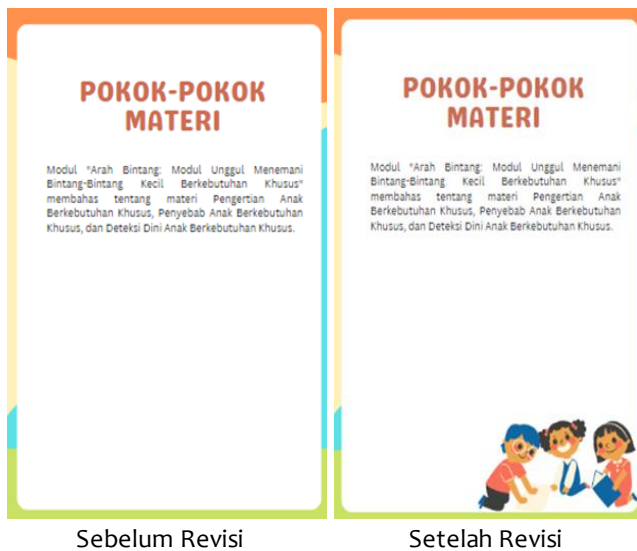 POKOK-POKOK
MATERI
Modul "Arah Bintang: Modul Unggul Menemani
Bintang-Bintang Kecil Berkebutuhan Khusus"
membahas tentang materi Pengertian Anak
Berkebutuhan Khusus, Penyebab Anak Berkebutuhan
Khusus, dan Deteksi Dini Anak Berkebutuhan Khusus.
Sebelum Revisi
POKOK-POKOK
MATERI
Modul "Arah Bintang: Modul Unggul Menemani
Bintang-Bintang Kecil Berkebutuhan Khusus"
membahas tentang materi Pengertian Anak
Berkebutuhan Khusus, Penyebab Anak Berkebutuhan
Khusus, dan Deteksi Dini Anak Berkebutuhan Khusus.
Setelah Revisi